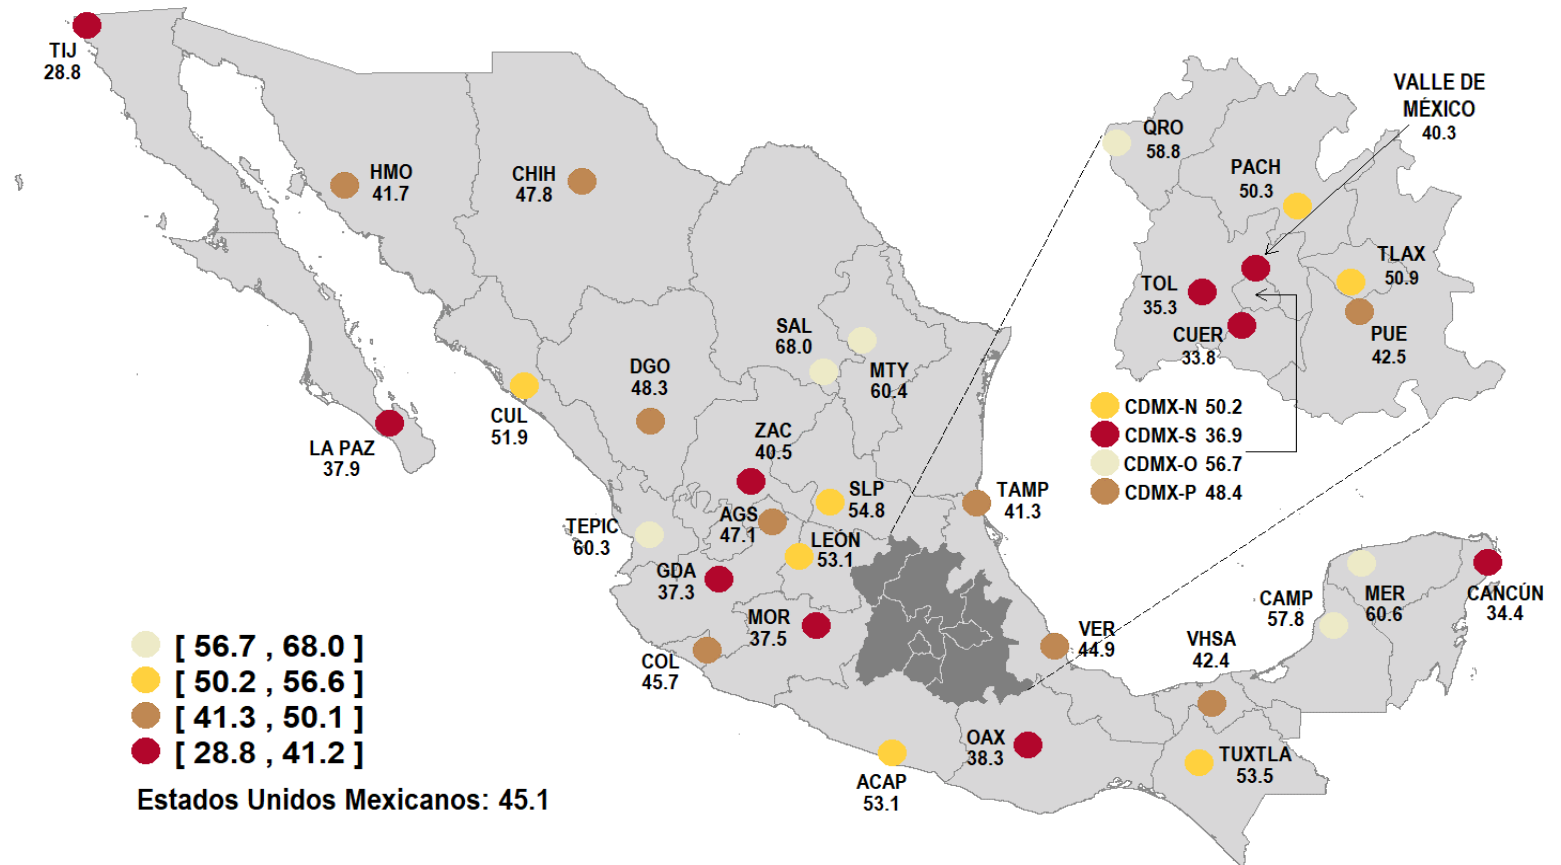 TIJ
28.8
HMO
41.7
CHIH
47.8
LA PAZ
37.9
CUL
51.9
DGO
48.3
SAL
68.0
MTY
60.4
ZAC
40.5
SLP
54.8
TAMP
41.3
TEPIC
60.3
AGS
47.1
LEÓN
53.1
GDA
37.3
MOR
37.5
COL
45.7
VER
44.9
ACAP
53.1
OAX
38.3
VHSA
42.4
TUXTLA
53.5
CAMP
57.8
MER
60.6
CANCÚN
34.4
VALLE DE
MÉXICO
40.3
QRO
58.8
PACH
50.3
TLAX
50.9
TOL
35.3
CUER
33.8
PUE
42.5
CDMX-N 50.2
CDMX-S 36.9
CDMX-O 56.7
CDMX-P 48.4
[ 56.7 , 68.0 ]
[ 50.2 , 56.6 ]
[ 41.3 , 50.1 ]
[ 28.8 , 41.2 ]
Estados Unidos Mexicanos: 45.1